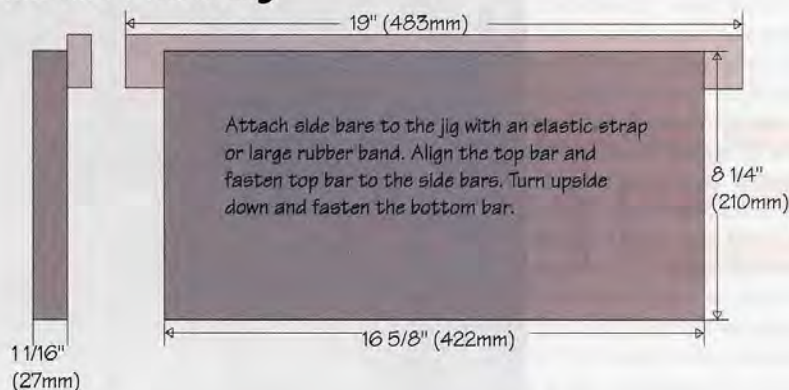 19" (483mm)
Attach side bars to the jig with an elastic strap
or large rubber band. Align the top bar and
fasten top bar to the side bars. Turn upside
down and fasten the bottom bar.
8 1/4"
(210mm)
16 5/8" (422mm)
1 1/16"
(27mm)